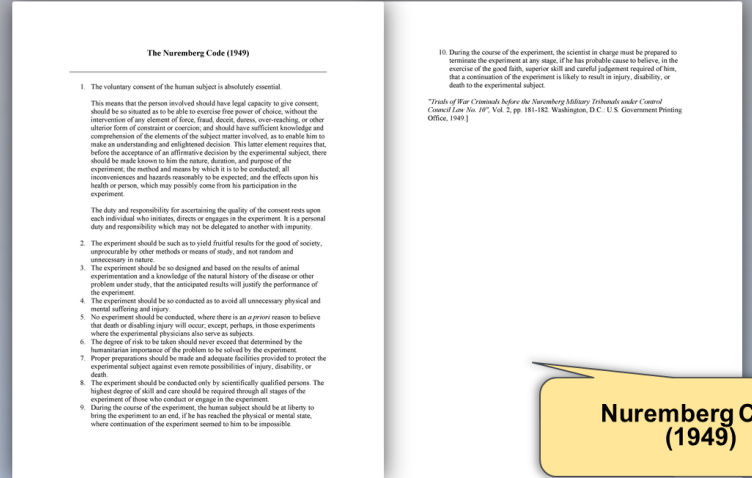 The Nuremberg Code (1949)
1. The voluntary consent of the human subject is absolutely essential.
This means that the person involved should have legal capacity to give consent;
should be so situated as to be able to exercise free power of choice, without the
intervention of any element of force, fraud, deceit, duress, over-reaching, or other
ulterior form of constraint or coercion; and should have sufficient knowledge and
comprehension of the elements of the subject matter involved, as to enable him to
make an understanding and enlightened decision. This latter element requires that,
before the acceptance of an affirmative decision by the experimental subject, there
should be made known to him the nature, duration, and purpose of the
experiment; the method and means by which it is to be conducted; all
inconveniences and hazards reasonably to be expected; and the effects upon his
health or person, which may possibly come from his participation in the
experiment.
The duty and responsibility for ascertaining the quality of the consent rests upon
each individual who initiates, directs or engages in the experiment. It is a personal
duty and responsibility which may not be delegated to another with impunity.
2. The experiment should be such as to yield fruitful results for the good of society,
unprocurable by other methods or means of study, and not random and
unnecessary in nature.
3. The experiment should be so designed and based on the results of animal
experimentation and a knowledge of the natural history of the disease or other
problem under study, that the anticipated results will justify the performance of
the experiment.
4. The experiment should be so conducted as to avoid all unnecessary physical and
mental suffering and injury.
5. No experiment should be conducted, where there is an a priori reason to believe
that death or disabling injury will occur; except, perhaps, in those experiments
where the experimental physicians also serve as subjects.
6. The degree of risk to be taken should never exceed that determined by the
humanitarian importance of the problem to be solved by the experiment.
7. Proper preparations should be made and adequate facilities provided to protect the
experimental subject against even remote possibilities of injury, disability, or
death.
8. The experiment should be conducted only by scientifically qualified persons. The
highest degree of skill and care should be required through all stages of the
experiment of those who conduct or engage in the experiment.
9. During the course of the experiment, the human subject should be at liberty to
bring the experiment to an end, if he has reached the physical or mental state,
where continuation of the experiment seemed to him to be impossible.
10. During the course of the experiment, the scientist in charge must be prepared to
terminate the experiment at any stage, if he has probable cause to believe, in the
exercise of the good faith, superior skill and careful judgement required of him,
that a continuation of the experiment is likely to result in injury, disability, or
death to the experimental subject.
"Trials of War Criminals before the Nuremberg Military Tribunals under Control
Council Law No. 10", Vol. 2, pp. 181-182. Washington, D.C.: U.S. Government Printing
Office, 1949.]
Nuremberg C
(1949)